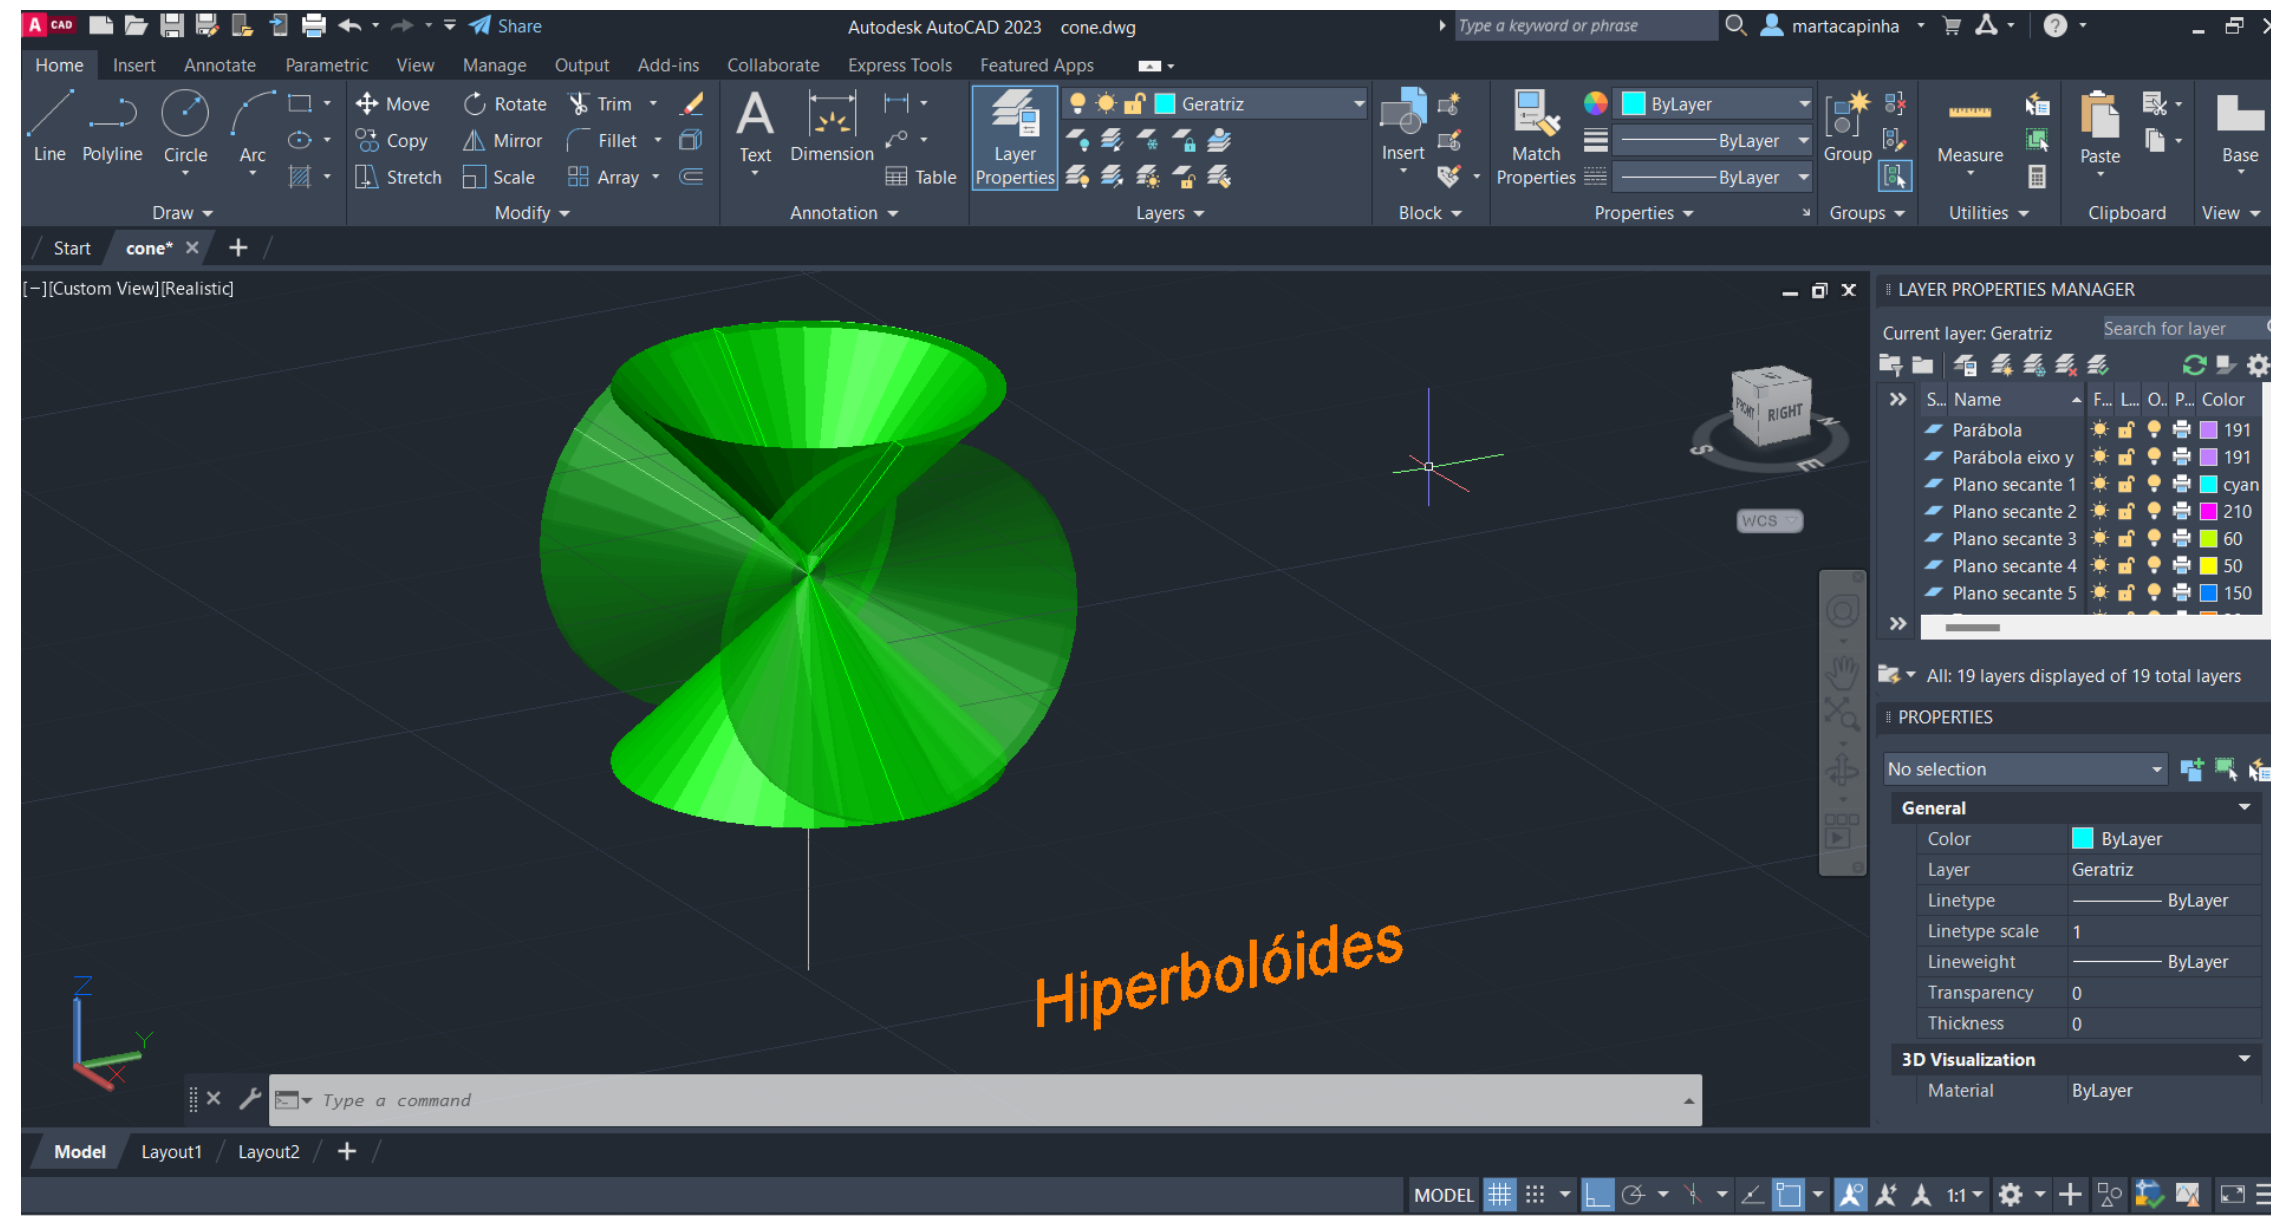 A CAD Share Autodesk AutoCAD 2023 cone.dwg Type a keyword or phrase martacapinha
Home Insert Annotate Parametric View Manage Output Add-ins Collaborate Express Tools Featured Apps
Line Polyline Circle Arc
Move Rotate Trim
Copy Mirror Fillet
Stretch Scale Array
Text Dimension Table
Layer Properties
Geratriz
Insert
Match Properties
ByLayer
ByLayer
ByLayer
Group
Measure
Paste
Base
Draw Modify Annotation Layers Block Properties Groups Utilities Clipboard View
Start cone*
[−][Custom View][Realistic]
FRONT RIGHT
S E N
WCS
Hiperbolóides
Z
Y
X
LAYER PROPERTIES MANAGER
Current layer: Geratriz Search for layer
S.. Name F... L... O.. P... Color
Parábola 191
Parábola eixo y 191
Plano secante 1 cyan
Plano secante 2 210
Plano secante 3 60
Plano secante 4 50
Plano secante 5 150
All: 19 layers displayed of 19 total layers
PROPERTIES
No selection
General
Color ByLayer
Layer Geratriz
Linetype ByLayer
Linetype scale 1
Lineweight ByLayer
Transparency 0
Thickness 0
3D Visualization
Material ByLayer
Type a command
Model Layout1 Layout2
MODEL 1:1